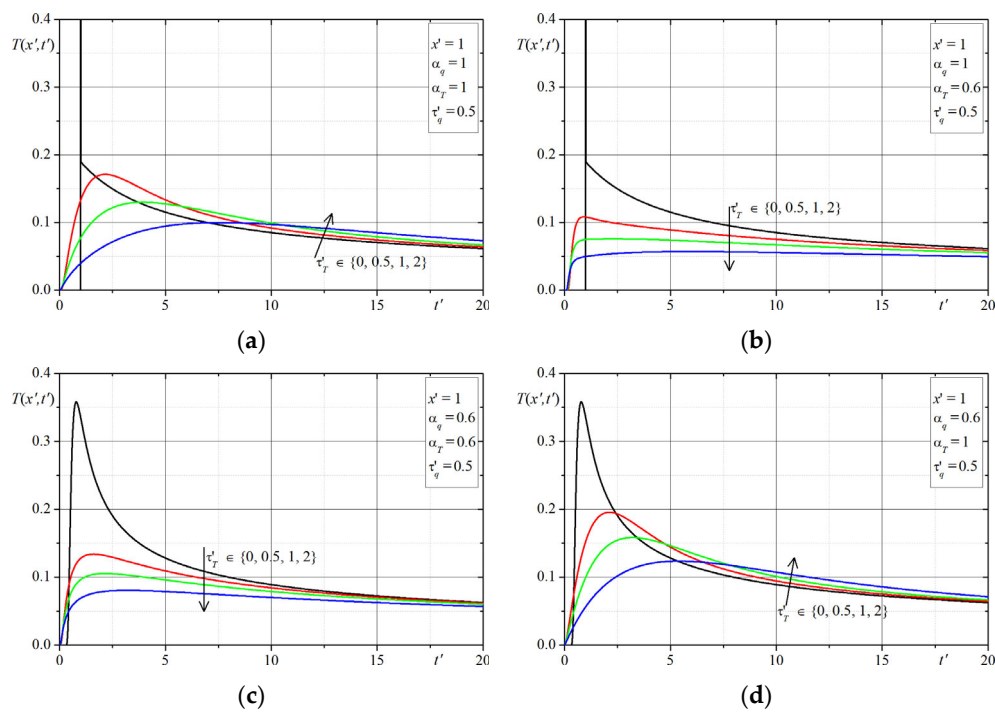 0.4
T(x′,t′)
0.3
0.2
0.1
0.0
0
5
10
15
t′
20
x′ = 1
α_q = 1
α_T = 1
τ′_q = 0.5
τ′_T ∈ {0, 0.5, 1, 2}
(a)
0.4
T(x′,t′)
0.3
0.2
0.1
0.0
0
5
10
15
t′
20
x′ = 1
α_q = 1
α_T = 0.6
τ′_q = 0.5
τ′_T ∈ {0, 0.5, 1, 2}
(b)
0.4
T(x′,t′)
0.3
0.2
0.1
0.0
0
5
10
15
t′
20
x′ = 1
α_q = 0.6
α_T = 0.6
τ′_q = 0.5
τ′_T ∈ {0, 0.5, 1, 2}
(c)
0.4
T(x′,t′)
0.3
0.2
0.1
0.0
0
5
10
15
t′
20
x′ = 1
α_q = 0.6
α_T = 1
τ′_q = 0.5
τ′_T ∈ {0, 0.5, 1, 2}
(d)